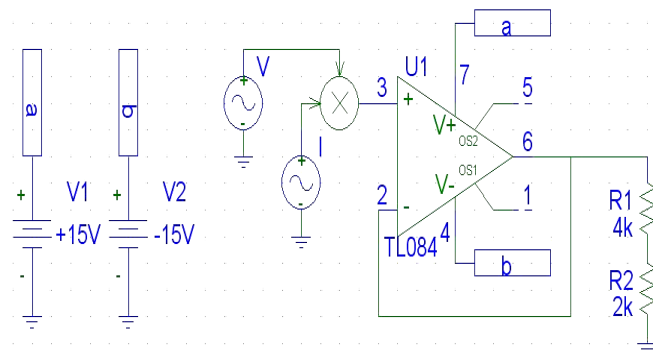 a
V
U1
7
3
5
+
a
b
V+
OS2
6
I
OS1
+
V1
+
V2
2
V-
1
R1
-
4k
+15V
-15V
4
TL084
b
R2
-
-
2k